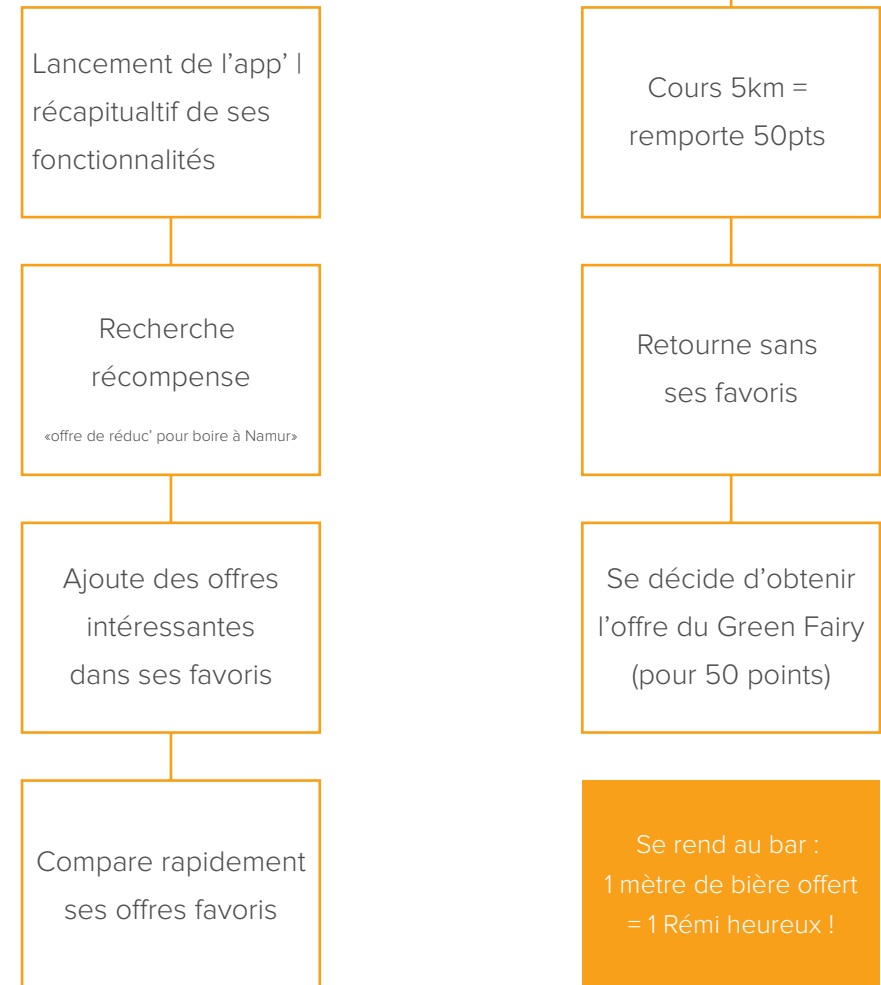 Lancement de l’app’ |
récapitualtif de ses
fonctionnalités
Recherche
récompense
«offre de réduc’ pour boire à Namur»
Ajoute des offres
intéressantes
dans ses favoris
Compare rapidement
ses offres favoris
Cours 5km =
remporte 50pts
Retourne sans
ses favoris
Se décide d’obtenir
l’offre du Green Fairy
(pour 50 points)
Se rend au bar :
1 mètre de bière offert
= 1 Rémi heureux !